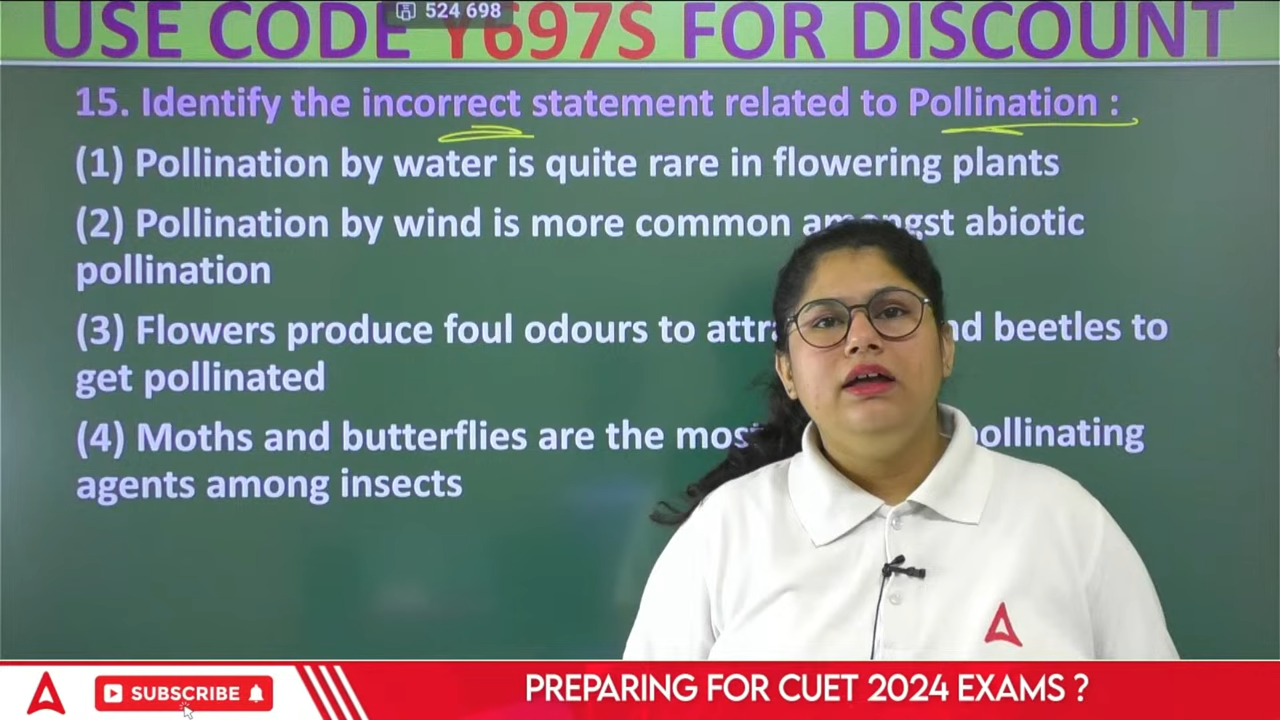 USE CODE Y697S FOR DISCOUNT
524 698
15. Identify the incorrect statement related to Pollination :
(1) Pollination by water is quite rare in flowering plants
(2) Pollination by wind is more common amongst abiotic
pollination
(3) Flowers produce foul odours to beetles to
get pollinated
(4) Moths and butterflies are the most pollinating
agents among insects
SUBSCRIBE
PREPARING FOR CUET 2024 EXAMS ?